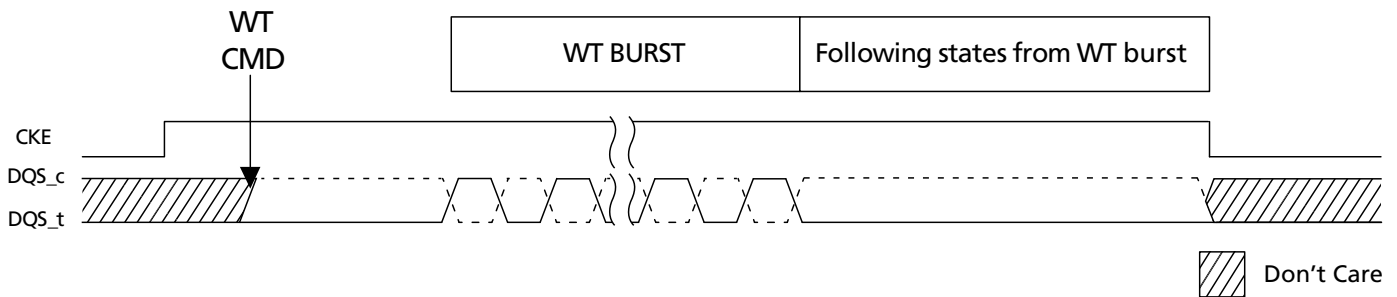 WT
CMD
WT BURST
Following states from WT burst
CKE
DQS_c
DQS_t
Don't Care